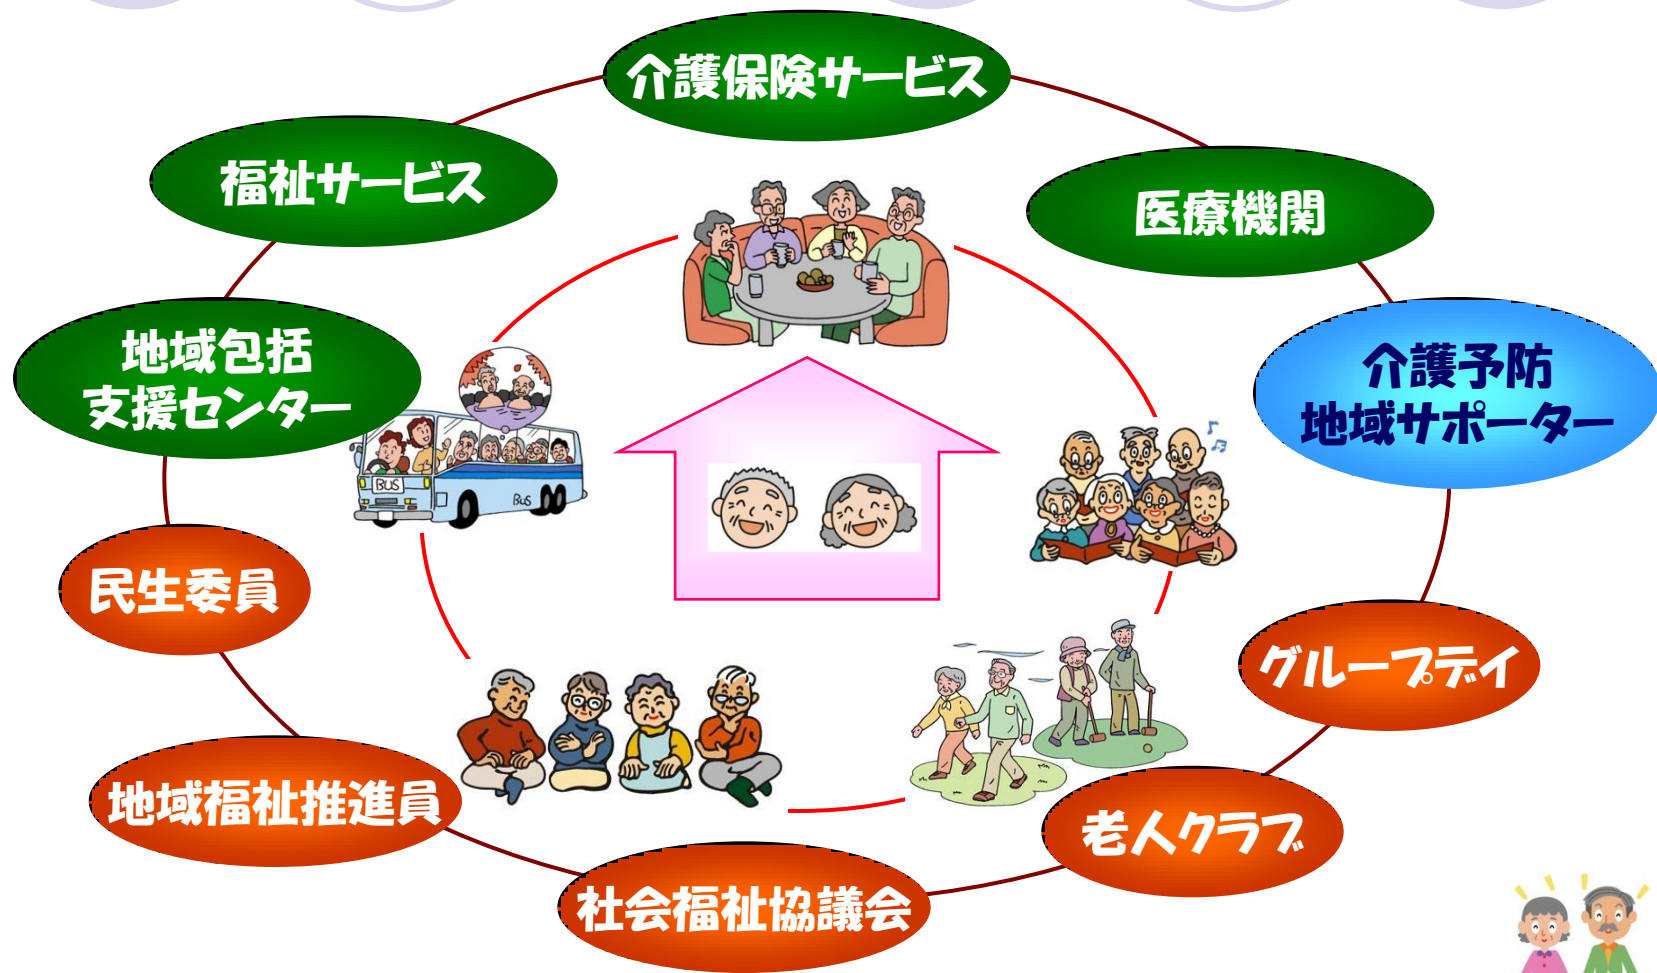 介護保険サービス
福祉サービス
医療機関
地域包括
支援センター
介護予防
地域サポーター
BUS
BUS
民生委員
グループデイ
地域福祉推進員
老人クラブ
社会福祉協議会